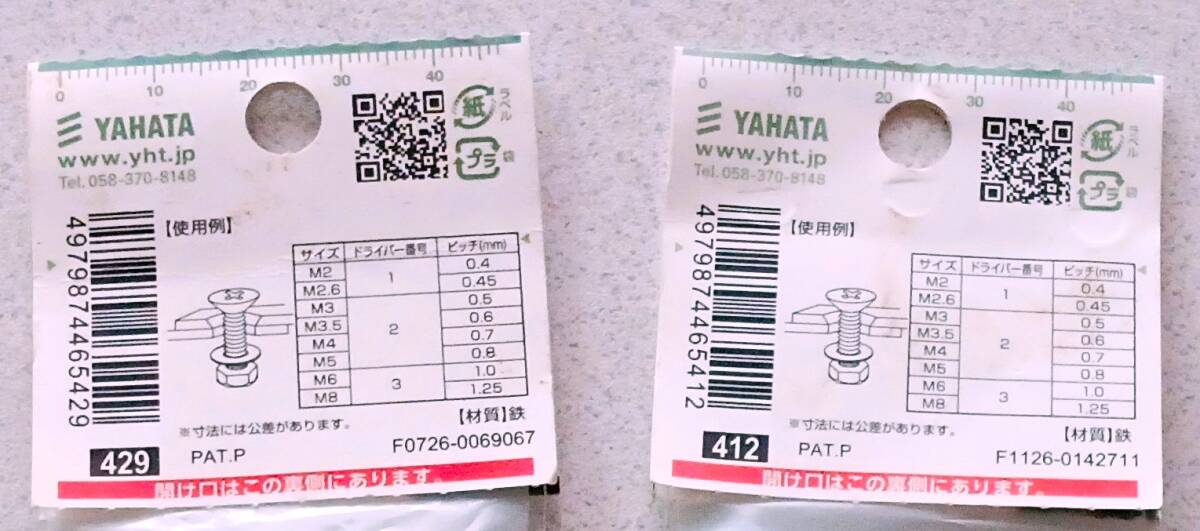 0 10 20 30 40
YAHATA
www.yht.jp
Tel.058-370-8148
紙
ラベル
プラ
袋
4979874465429
【使用例】
サイズ ドライバー番号 ピッチ(mm)
M2 1 0.4
M2.6 0.45
M3 2 0.5
M3.5 0.6
M4 0.7
M5 0.8
M6 3 1.0
M8 1.25
※寸法には公差があります。
【材質】鉄
429 PAT.P F0726-0069067
開け口はこの裏側にあります。
0 10 20 30 40
YAHATA
www.yht.jp
Tel.058-370-8148
紙
ラベル
プラ
袋
4979874465412
【使用例】
サイズ ドライバー番号 ピッチ(mm)
M2 1 0.4
M2.6 0.45
M3 2 0.5
M3.5 0.6
M4 0.7
M5 0.8
M6 3 1.0
M8 1.25
※寸法には公差があります。
【材質】鉄
412 PAT.P F1126-0142711
開け口はこの裏側にあります。